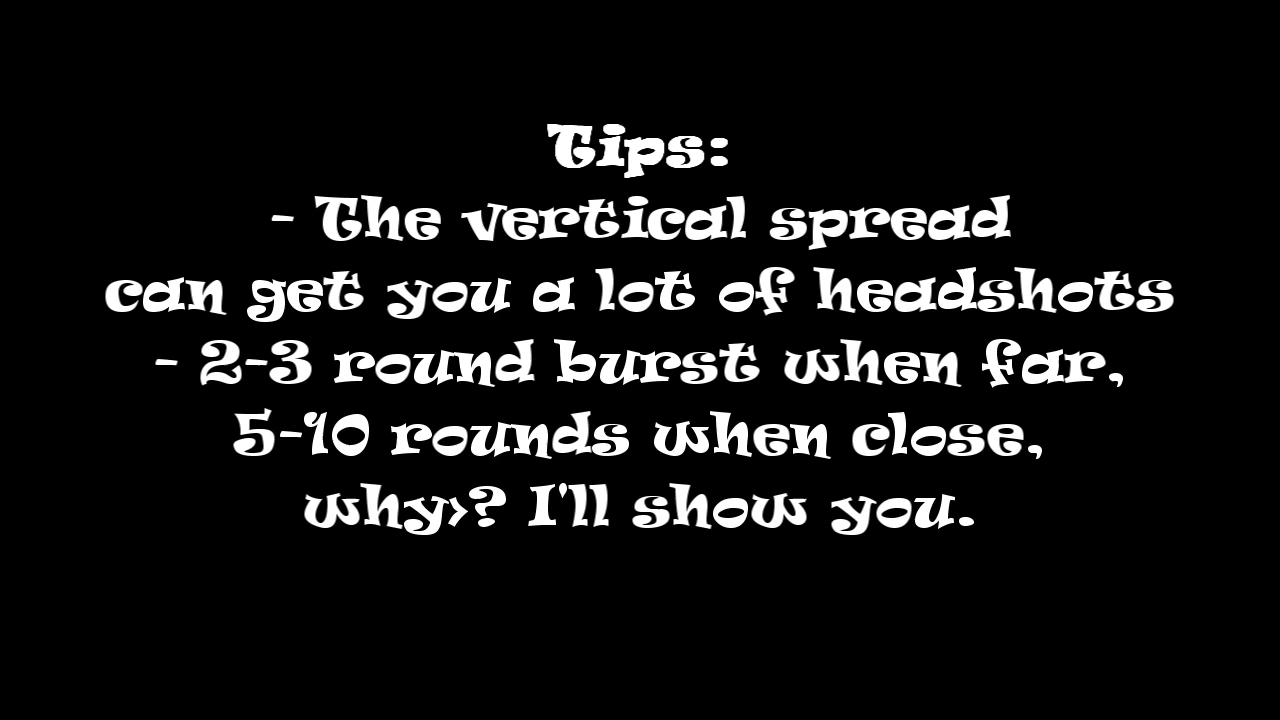 Tips:
- The vertical spread
can get you a lot of headshots
- 2-3 round burst when far,
5-10 rounds when close,
why>? I'll show you.